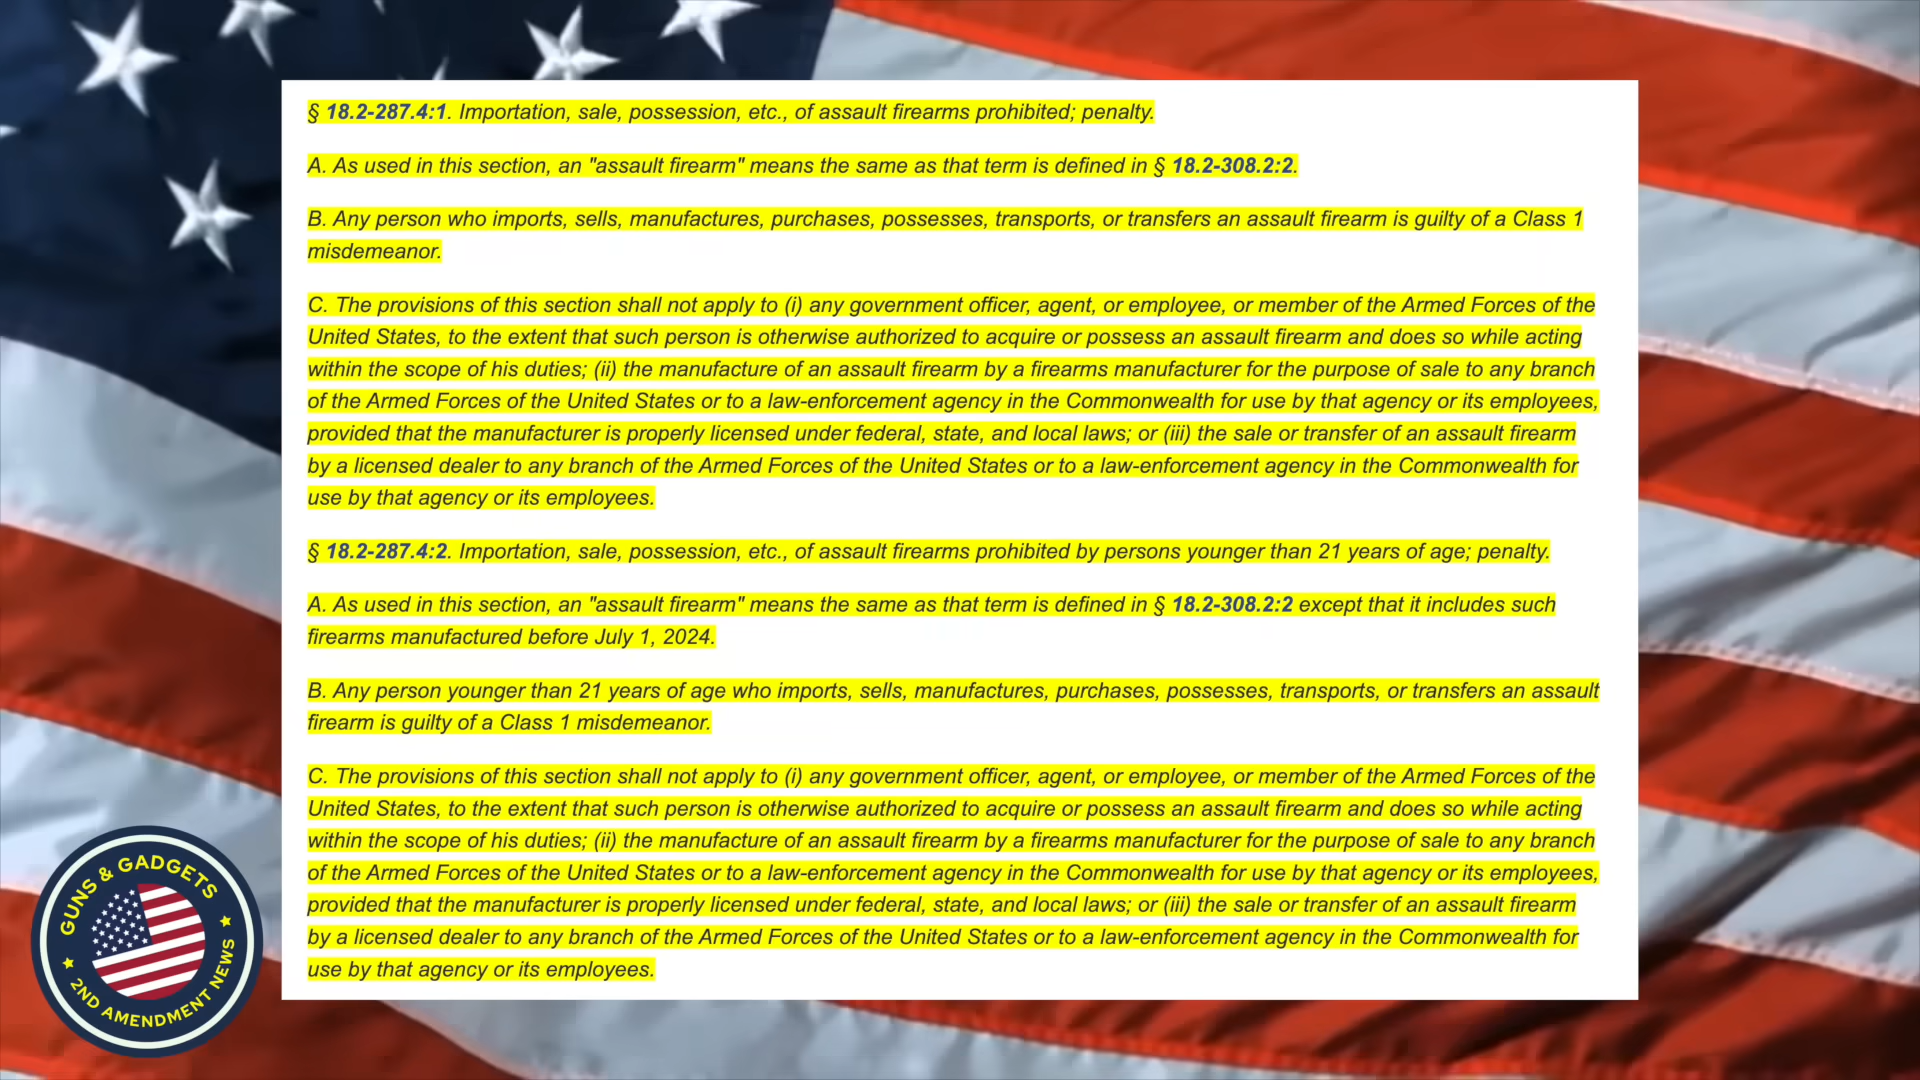 § 18.2-287.4:1. Importation, sale, possession, etc., of assault firearms prohibited; penalty.
A. As used in this section, an "assault firearm" means the same as that term is defined in § 18.2-308.2:2.
B. Any person who imports, sells, manufactures, purchases, possesses, transports, or transfers an assault firearm is guilty of a Class 1
misdemeanor.
C. The provisions of this section shall not apply to (i) any government officer, agent, or employee, or member of the Armed Forces of the
United States, to the extent that such person is otherwise authorized to acquire or possess an assault firearm and does so while acting
within the scope of his duties; (ii) the manufacture of an assault firearm by a firearms manufacturer for the purpose of sale to any branch
of the Armed Forces of the United States or to a law-enforcement agency in the Commonwealth for use by that agency or its employees,
provided that the manufacturer is properly licensed under federal, state, and local laws; or (iii) the sale or transfer of an assault firearm
by a licensed dealer to any branch of the Armed Forces of the United States or to a law-enforcement agency in the Commonwealth for
use by that agency or its employees.
§ 18.2-287.4:2. Importation, sale, possession, etc., of assault firearms prohibited by persons younger than 21 years of age; penalty.
A. As used in this section, an "assault firearm" means the same as that term is defined in § 18.2-308.2:2 except that it includes such
firearms manufactured before July 1, 2024.
B. Any person younger than 21 years of age who imports, sells, manufactures, purchases, possesses, transports, or transfers an assault
firearm is guilty of a Class 1 misdemeanor.
C. The provisions of this section shall not apply to (i) any government officer, agent, or employee, or member of the Armed Forces of the
United States, to the extent that such person is otherwise authorized to acquire or possess an assault firearm and does so while acting
within the scope of his duties; (ii) the manufacture of an assault firearm by a firearms manufacturer for the purpose of sale to any branch
of the Armed Forces of the United States or to a law-enforcement agency in the Commonwealth for use by that agency or its employees,
provided that the manufacturer is properly licensed under federal, state, and local laws; or (iii) the sale or transfer of an assault firearm
by a licensed dealer to any branch of the Armed Forces of the United States or to a law-enforcement agency in the Commonwealth for
use by that agency or its employees.
GUNS & GADGETS
2ND AMENDMENT NEWS